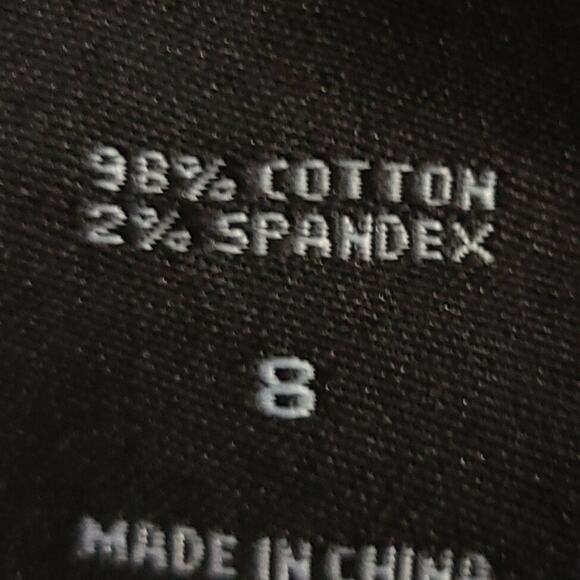 98% COTTON
2% SPANDEX
8
MADE IN CHINA